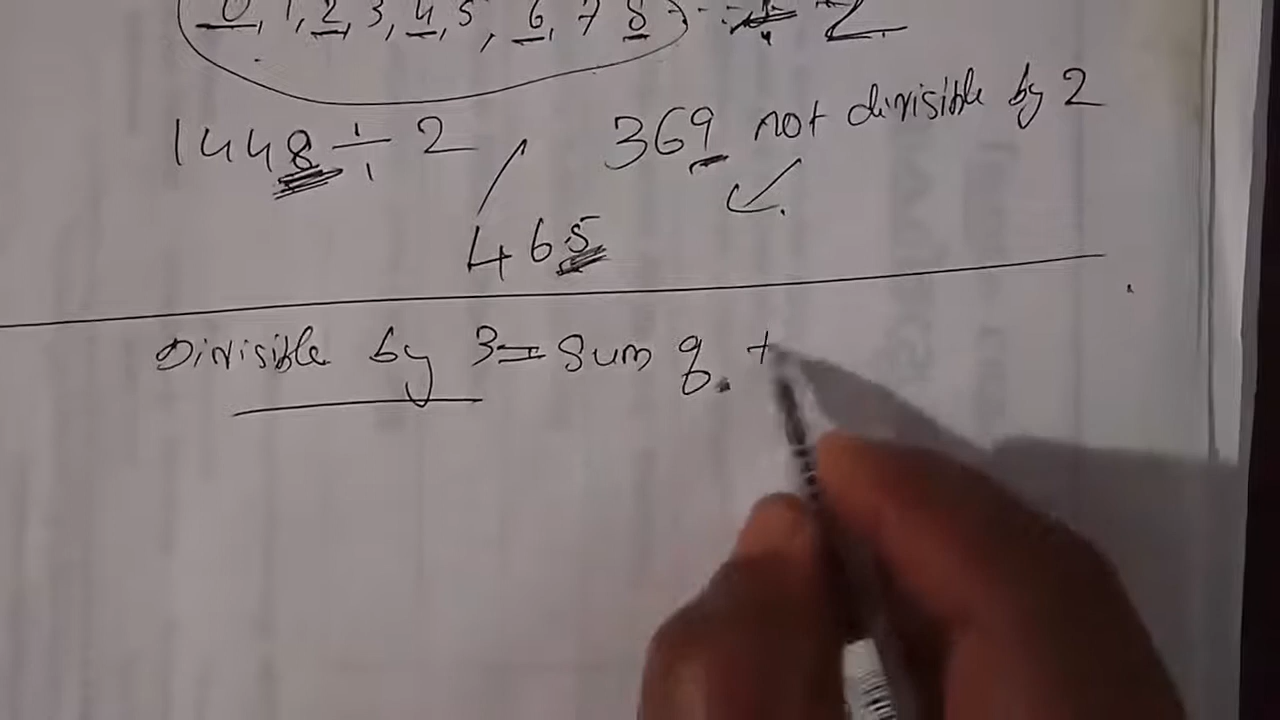 0, 1, 2, 3, 4, 5, 6, 7 8 2
1448 ÷ 2 369 not divisible by 2
465
Divisible by 3 = Sum of t